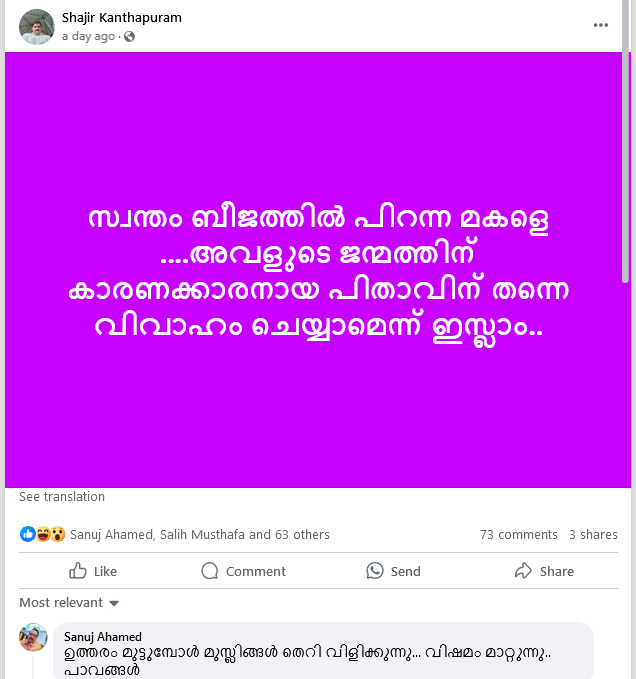 Shajir Kanthapuram
a day ago ·
സ്വന്തം ബീജത്തിൽ പിറന്ന മകളെ
....അവളുടെ ജന്മത്തിന്
കാരണക്കാരനായ പിതാവിന് തന്നെ
വിവാഹം ചെയ്യാമെന്ന് ഇസ്ലാം..
See translation
Sanuj Ahamed, Salih Musthafa and 63 others 73 comments 3 shares
Like Comment Send Share
Most relevant
Sanuj Ahamed
ഉത്തരം മുട്ടുമ്പോൾ മുസ്ലിങ്ങൾ തെറി വിളിക്കുന്നു... വിഷമം മാറ്റുന്നു..
പാവങ്ങൾ